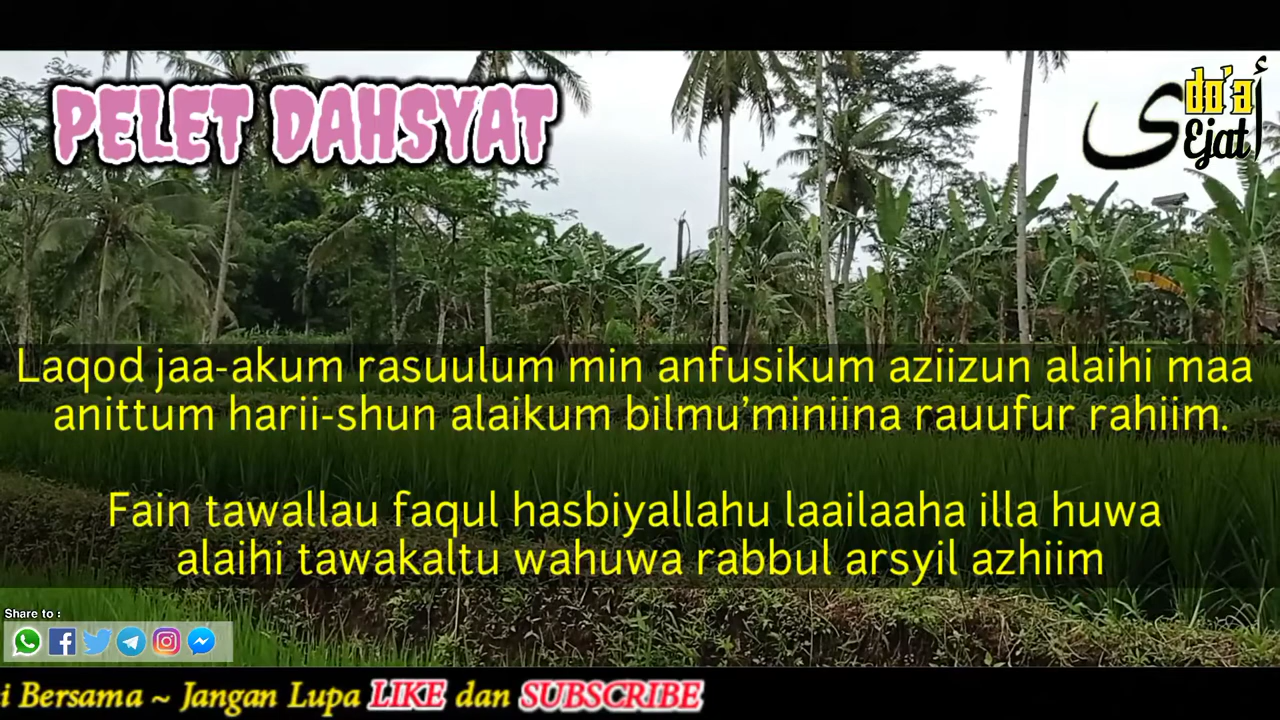 PELET DAHSYAT
أ ى
do'a
Ejat
Laqod jaa-akum rasuulum min anfusikum aziizun alaihi maa
anittum harii-shun alaikum bilmu’miniina rauufur rahiim.
Fain tawallau faqul hasbiyallahu laailaaha illa huwa
alaihi tawakaltu wahuwa rabbul arsyil azhiim
Share to :
i Bersama ~ Jangan Lupa LIKE dan SUBSCRIBE